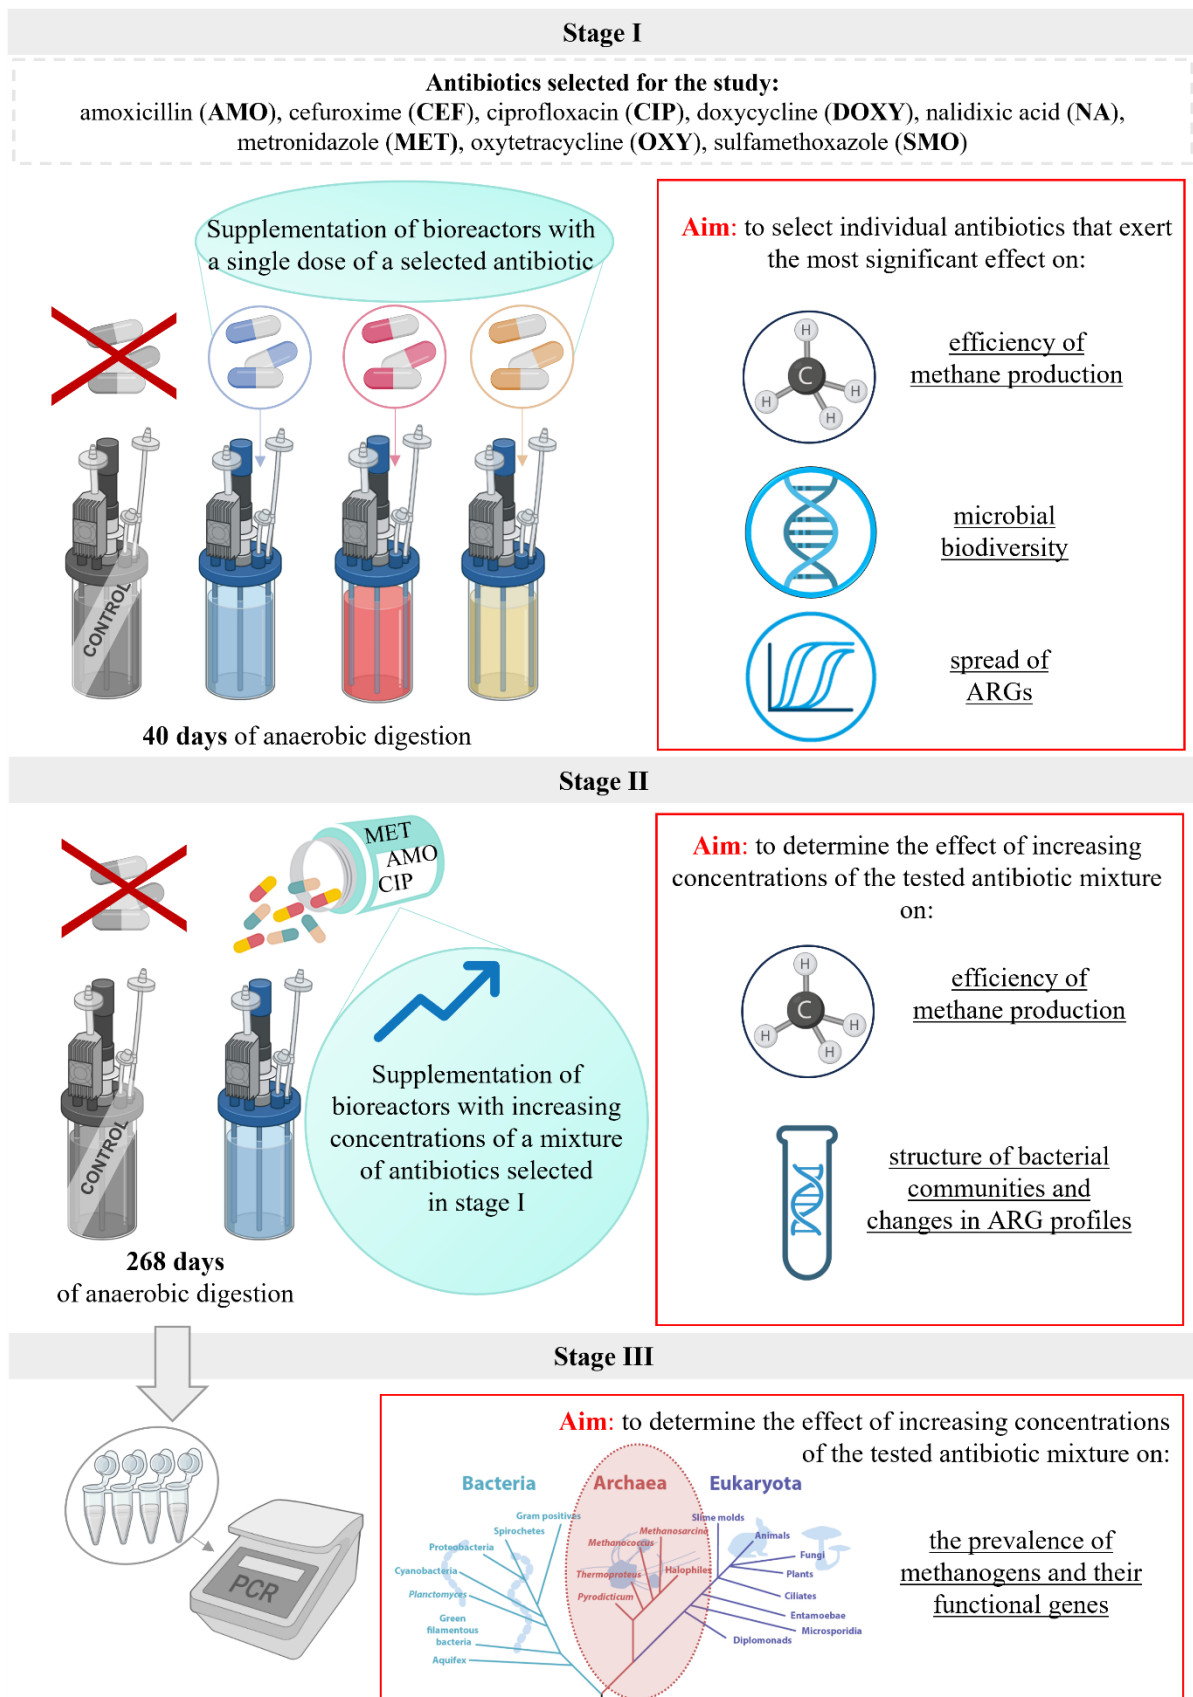 Stage I
Antibiotics selected for the study:
amoxicillin (AMO), cefuroxime (CEF), ciprofloxacin (CIP), doxycycline (DOXY), nalidixic acid (NA),
metronidazole (MET), oxytetracycline (OXY), sulfamethoxazole (SMO)
Supplementation of bioreactors with
a single dose of a selected antibiotic
CONTROL
40 days of anaerobic digestion
Aim: to select individual antibiotics that exert
the most significant effect on:
H
C
H
H
H
efficiency of
methane production
microbial
biodiversity
spread of
ARGs
Stage II
MET
AMO
CIP
CONTROL
Supplementation of
bioreactors with increasing
concentrations of a mixture
of antibiotics selected
in stage I
268 days
of anaerobic digestion
Aim: to determine the effect of increasing
concentrations of the tested antibiotic mixture
on:
H
C
H
H
H
efficiency of
methane production
structure of bacterial
communities and
changes in ARG profiles
Stage III
PCR
Aim: to determine the effect of increasing concentrations
of the tested antibiotic mixture on:
Bacteria
Gram positives
Spirochetes
Proteobacteria
Cyanobacteria
Planctomyces
Green
filamentous
bacteria
Aquifex
Archaea
Methanosarcina
Methanococcus
Thermoproteus
Halophiles
Pyrodicticum
Eukaryota
Slime molds
Animals
Fungi
Plants
Ciliates
Entamoebae
Microsporidia
Diplomonads
the prevalence of
methanogens and their
functional genes